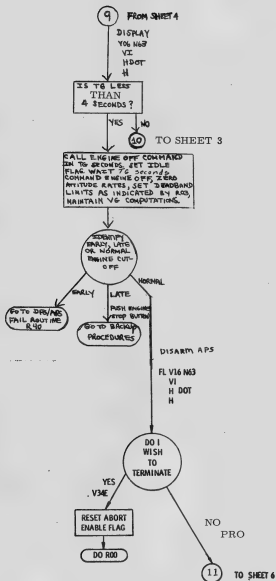 9 FROM SHEET 4
DISPLAY
V06 N63
VI
HDOT
H
IS TB LESS
THAN
4 SECONDS?
YES
NO
10 TO SHEET 3
CALL ENGINE OFF COMMAND
IN TG SECONDS, SET IDLE
FLAG WAIT TG seconds
COMMAND ENGINE OFF, ZERO
ATTITUDE RATES, SET DEADBAND
LIMITS AS INDICATED BY R03,
MAINTAIN VG COMPUTATIONS
IDENTIFY
EARLY, LATE
OR NORMAL
ENGINE CUT-
OFF
EARLY
LATE
NORMAL
PUSH ENGINE
STOP BUTTON
GO TO DPS/APS
FAIL ROUTINE
R40
GO TO BACKUP
PROCEDURES
DISARM APS
FL V16 N63
VI
H DOT
H
DO I
WISH
TO
TERMINATE
YES
V34E
NO
PRO
RESET ABORT
ENABLE FLAG
DO R00
11 TO SHEET 6